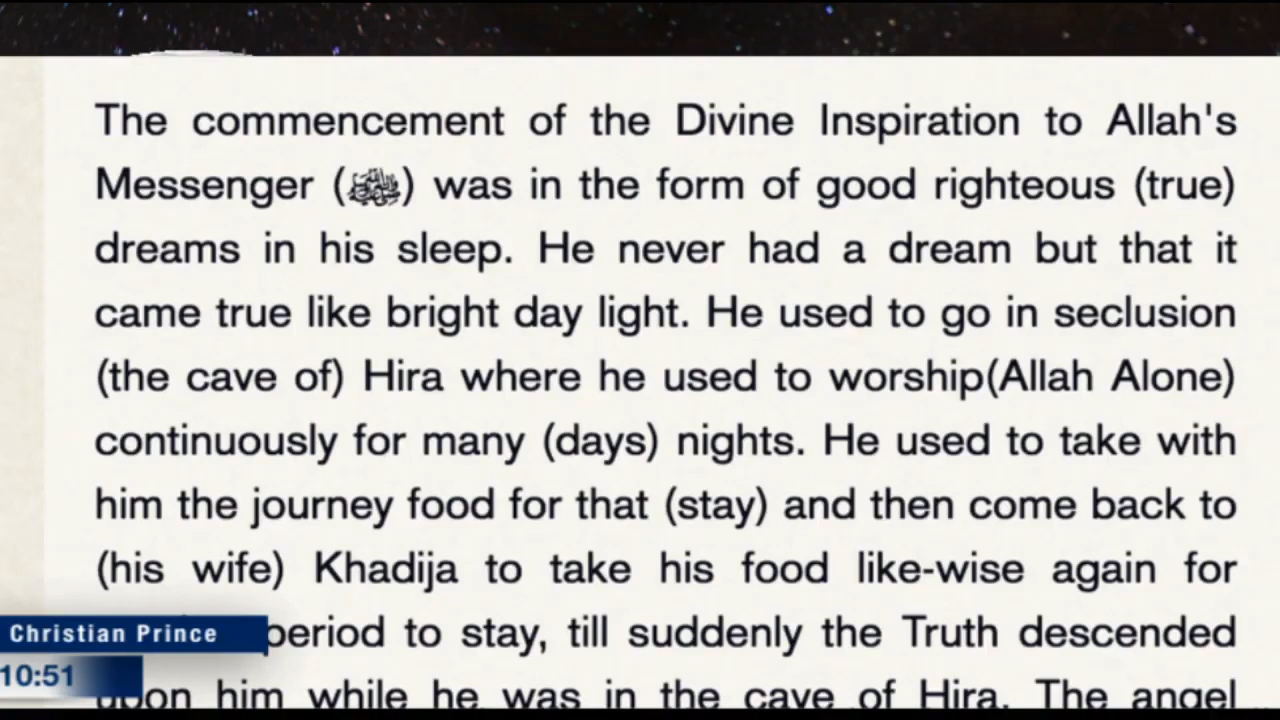 The commencement of the Divine Inspiration to Allah's
Messenger (ﷺ) was in the form of good righteous (true)
dreams in his sleep. He never had a dream but that it
came true like bright day light. He used to go in seclusion
(the cave of) Hira where he used to worship(Allah Alone)
continuously for many (days) nights. He used to take with
him the journey food for that (stay) and then come back to
(his wife) Khadija to take his food like-wise again for
period to stay, till suddenly the Truth descended
upon him while he was in the cave of Hira. The angel
Christian Prince
10:51